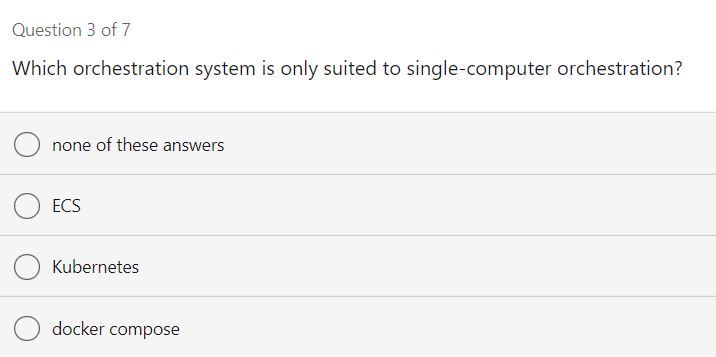 Question 3 of 7
Which orchestration system is only suited to single-computer orchestration?
none of these answers
ECS
Kubernetes
docker compose